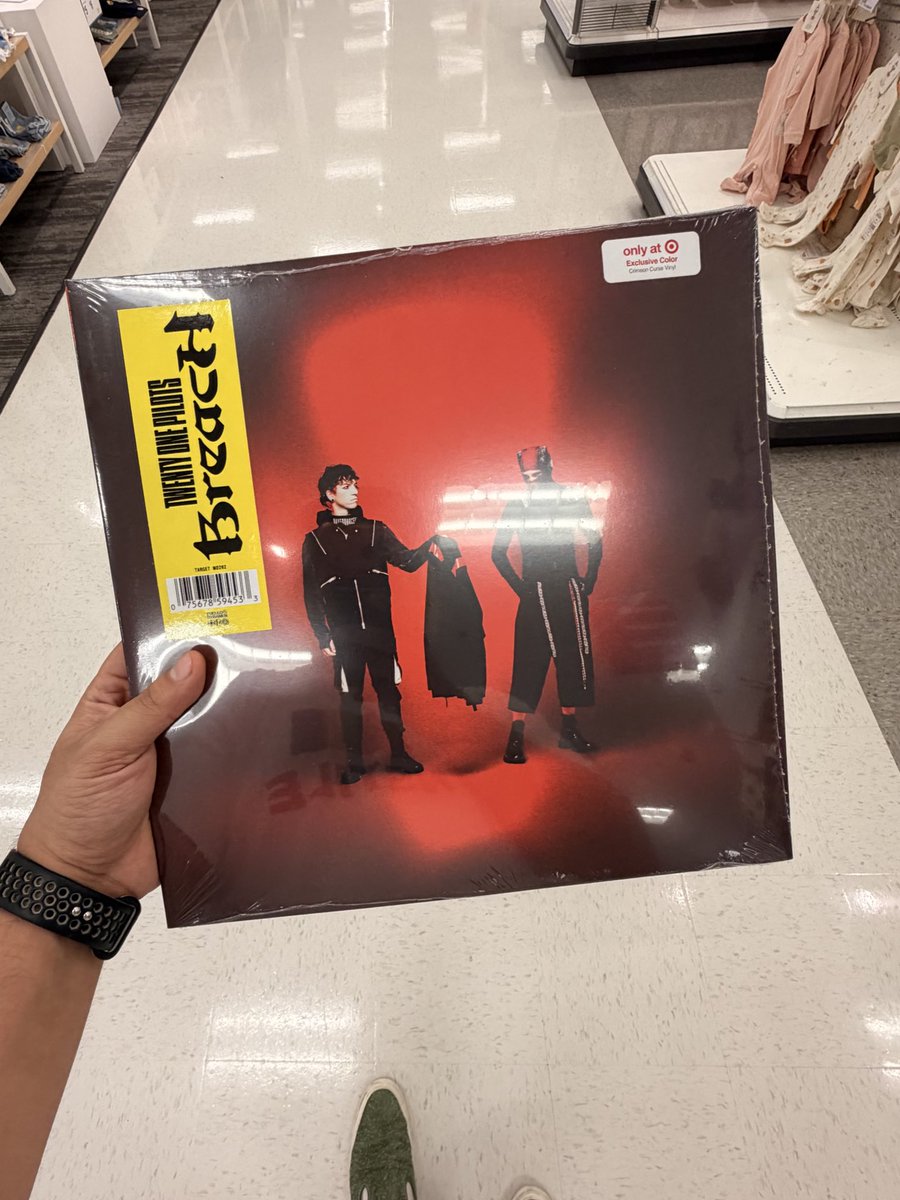 only at
Exclusive Color
Crimson Curse Vinyl
TWENTY ONE PILOTS
Breach
TARGET
0 75678 59453 3